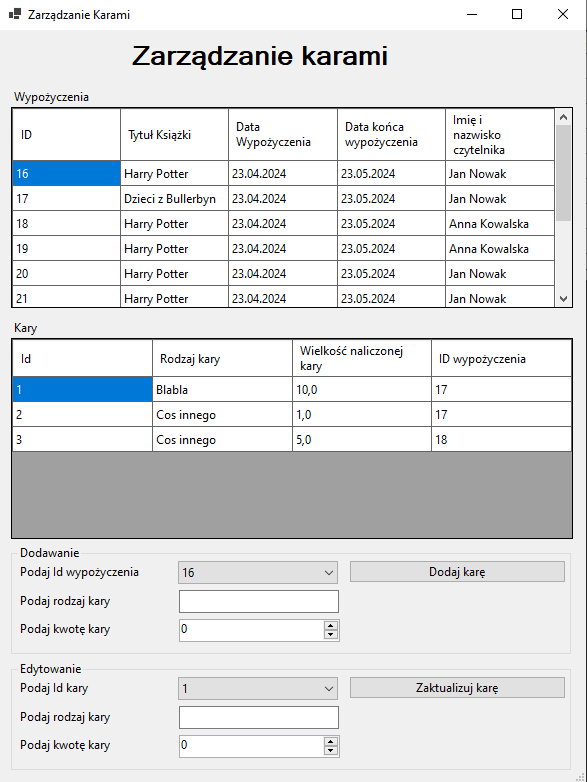 Zarządzanie Karami
Zarządzanie karami
Wypożyczenia
ID Tytuł Książki Data Wypożyczenia Data końca wypożyczenia Imię i nazwisko czytelnika
16 Harry Potter 23.04.2024 23.05.2024 Jan Nowak
17 Dzieci z Bullerbyn 23.04.2024 23.05.2024 Jan Nowak
18 Harry Potter 23.04.2024 23.05.2024 Anna Kowalska
19 Harry Potter 23.04.2024 23.05.2024 Anna Kowalska
20 Harry Potter 23.04.2024 23.05.2024 Jan Nowak
21 Harry Potter 23.04.2024 23.05.2024 Jan Nowak
Kary
Id Rodzaj kary Wielkość naliczonej kary ID wypożyczenia
1 Blabla 10,0 17
2 Cos innego 1,0 17
3 Cos innego 5,0 18
Dodawanie
Podaj Id wypożyczenia 16 Dodaj karę
Podaj rodzaj kary
Podaj kwotę kary 0
Edytowanie
Podaj Id kary 1 Zaktualizuj karę
Podaj rodzaj kary
Podaj kwotę kary 0